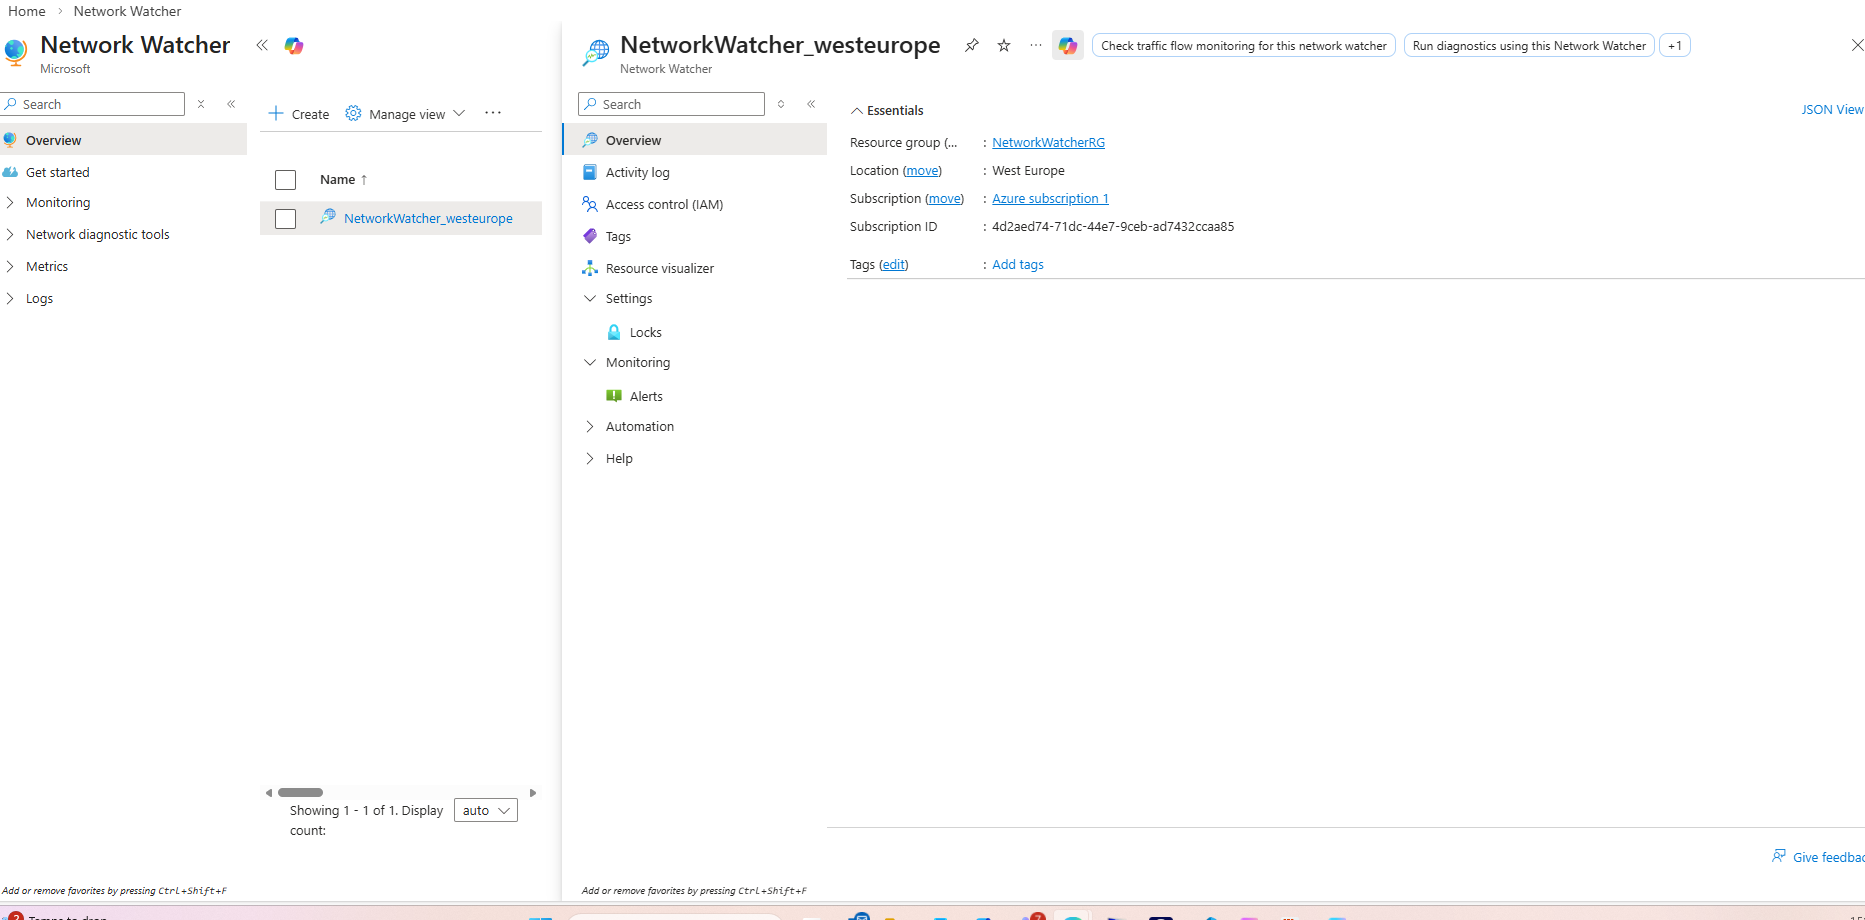 Home > Network Watcher
Network Watcher
Microsoft
Search
Overview
Get started
Monitoring
Network diagnostic tools
Metrics
Logs
Add or remove favorites by pressing Ctrl+Shift+F
Create
Manage view
Name ↑
NetworkWatcher_westeurope
Showing 1 - 1 of 1. Display count:
auto
NetworkWatcher_westeurope
Network Watcher
Check traffic flow monitoring for this network watcher
Run diagnostics using this Network Watcher
+1
Search
Overview
Activity log
Access control (IAM)
Tags
Resource visualizer
Settings
Locks
Monitoring
Alerts
Automation
Help
Add or remove favorites by pressing Ctrl+Shift+F
Essentials
JSON View
Resource group (... : NetworkWatcherRG
Location (move) : West Europe
Subscription (move) : Azure subscription 1
Subscription ID : 4d2aed74-71dc-44e7-9ceb-ad7432ccaa85
Tags (edit) : Add tags
Give feedbac
2
7